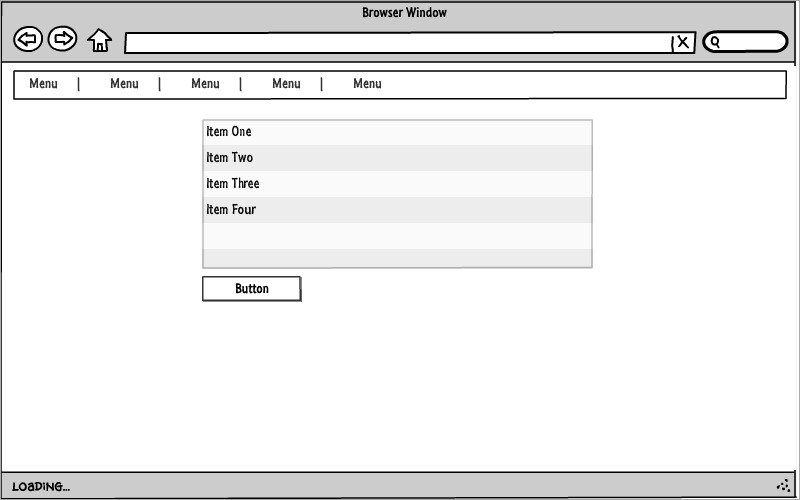 Browser Window
X
Menu | Menu | Menu | Menu | Menu
Item One
Item Two
Item Three
Item Four
Button
LOADING...